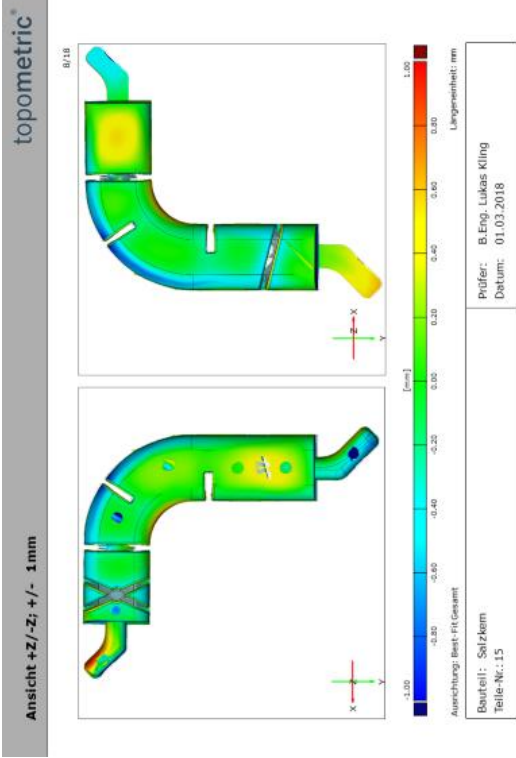 topometric®
Ansicht +Z/-Z; +/- 1mm
8/18
X
Z
Y
Z
X
Y
[mm]
-1.00
-0.80
-0.60
-0.40
-0.20
0.00
0.20
0.40
0.60
0.80
1.00
Ausrichtung: Best-Fit Gesamt
Längeneinheit: mm
Bauteil: Salzkern
Teile-Nr.: 15
Prüfer: B.Eng. Lukas Kling
Datum: 01.03.2018